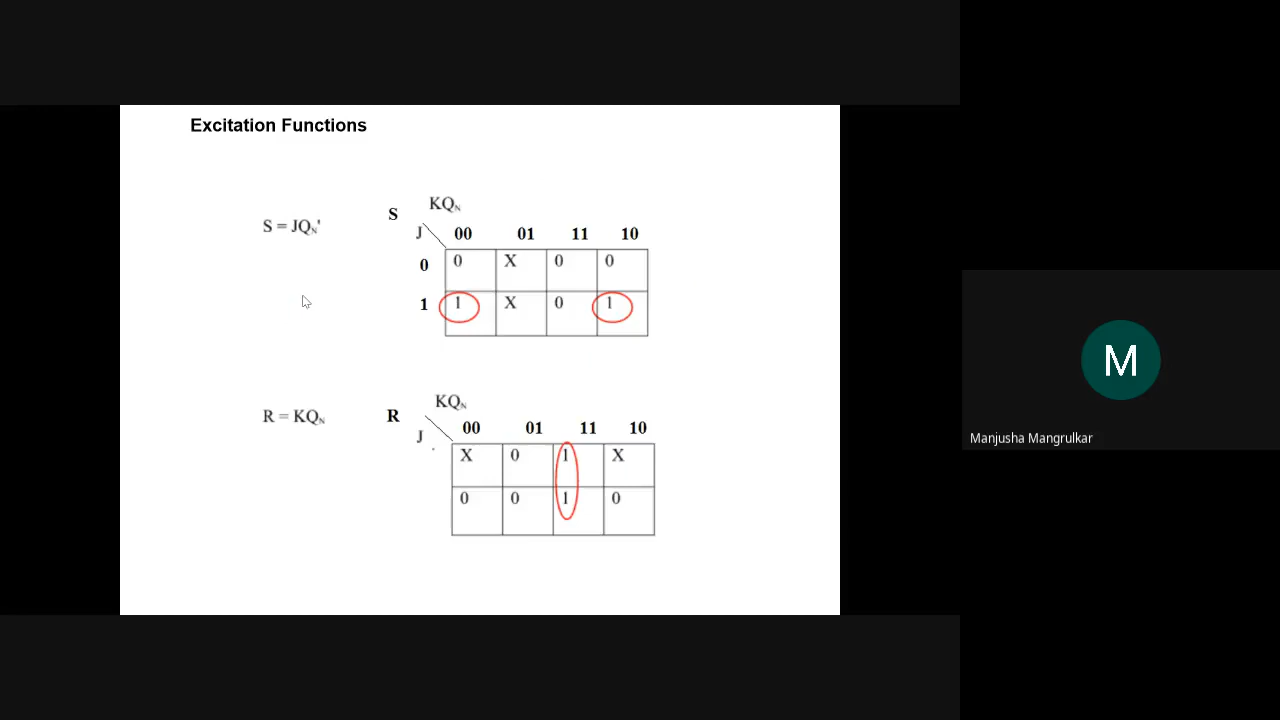 Excitation Functions
S = JQN'
S
KQN
J
00 01 11 10
0 0 X 0 0
1 1 X 0 1
R = KQN
R
KQN
J
00 01 11 10
X 0 1 X
0 0 1 0
M
Manjusha Mangrulkar